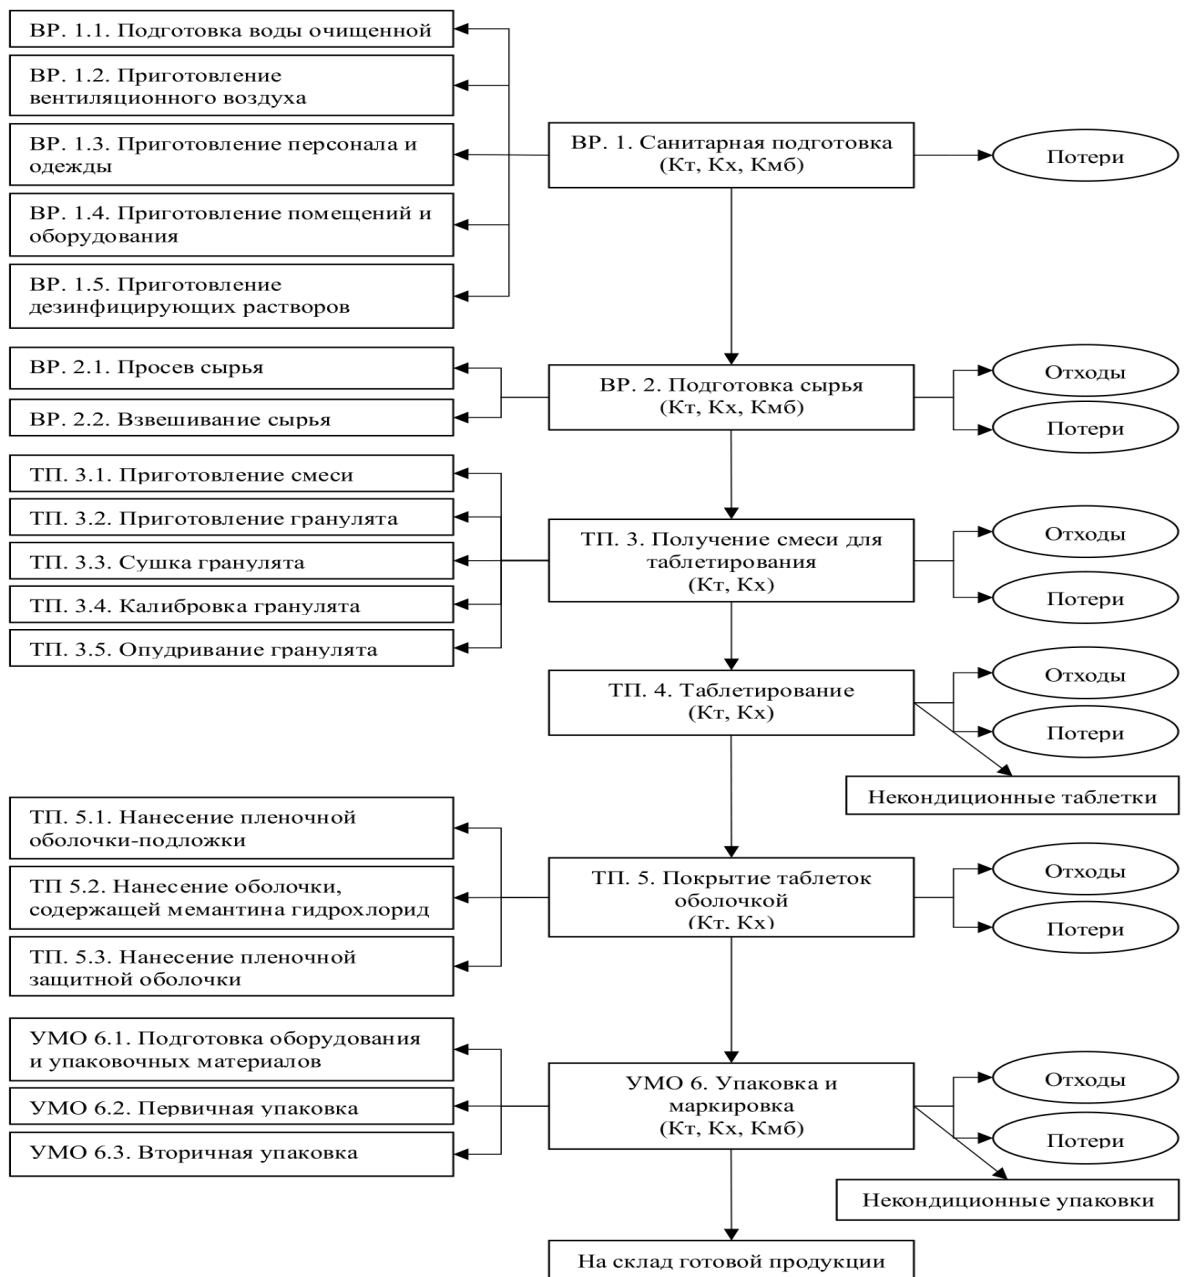 ВР. 1.1. Подготовка воды очищенной
ВР. 1.2. Приготовление
вентиляционного воздуха
ВР. 1.3. Приготовление персонала и
одежды
ВР. 1.4. Приготовление помещений и
оборудования
ВР. 1.5. Приготовление
дезинфицирующих растворов
ВР. 1. Санитарная подготовка
(Кт, Кх, Кмб)
Потери
ВР. 2.1. Просев сырья
ВР. 2.2. Взвешивание сырья
ВР. 2. Подготовка сырья
(Кт, Кх, Кмб)
Отходы
Потери
ТП. 3.1. Приготовление смеси
ТП. 3.2. Приготовление гранулята
ТП. 3.3. Сушка гранулята
ТП. 3.4. Калибровка гранулята
ТП. 3.5. Опудривание гранулята
ТП. 3. Получение смеси для
таблетирования
(Кт, Кх)
Отходы
Потери
ТП. 4. Таблетирование
(Кт, Кх)
Отходы
Потери
Некондиционные таблетки
ТП. 5.1. Нанесение пленочной
оболочки-подложки
ТП 5.2. Нанесение оболочки,
содержащей мемантина гидрохлорид
ТП. 5.3. Нанесение пленочной
защитной оболочки
ТП. 5. Покрытие таблеток
оболочкой
(Кт, Кх)
Отходы
Потери
УМО 6.1. Подготовка оборудования
и упаковочных материалов
УМО 6.2. Первичная упаковка
УМО 6.3. Вторичная упаковка
УМО 6. Упаковка и
маркировка
(Кт, Кх, Кмб)
Отходы
Потери
Некондиционные упаковки
На склад готовой продукции